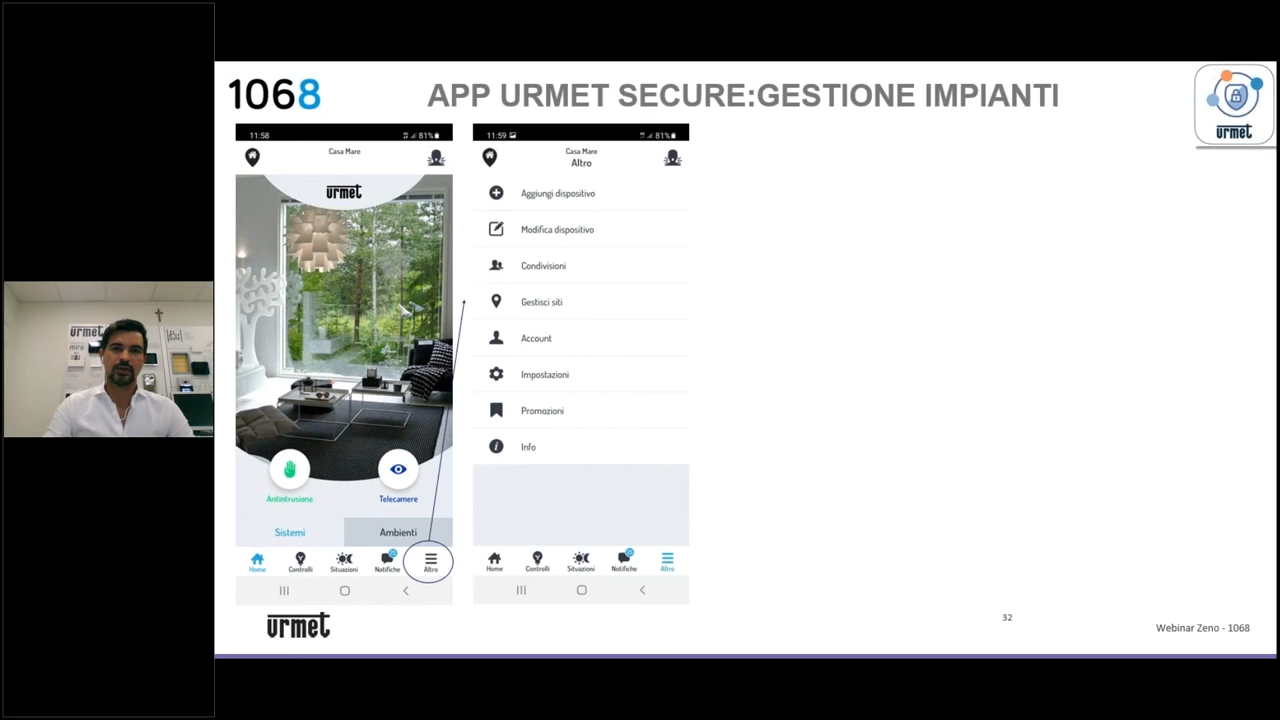 1068
APP URMET SECURE:GESTIONE IMPIANTI
urmet
11:58
81%
Casa Mare
urmet
Antintrusione
Telecamere
Sistemi
Ambienti
Home
Controlli
Situazioni
Notifiche
Altro
11:59
81%
Casa Mare
Altro
Aggiungi dispositivo
Modifica dispositivo
Condivisioni
Gestisci siti
Account
Impostazioni
Promozioni
Info
Home
Controlli
Situazioni
Notifiche
Altro
urmet
32
Webinar Zeno - 1068
urmet
miro